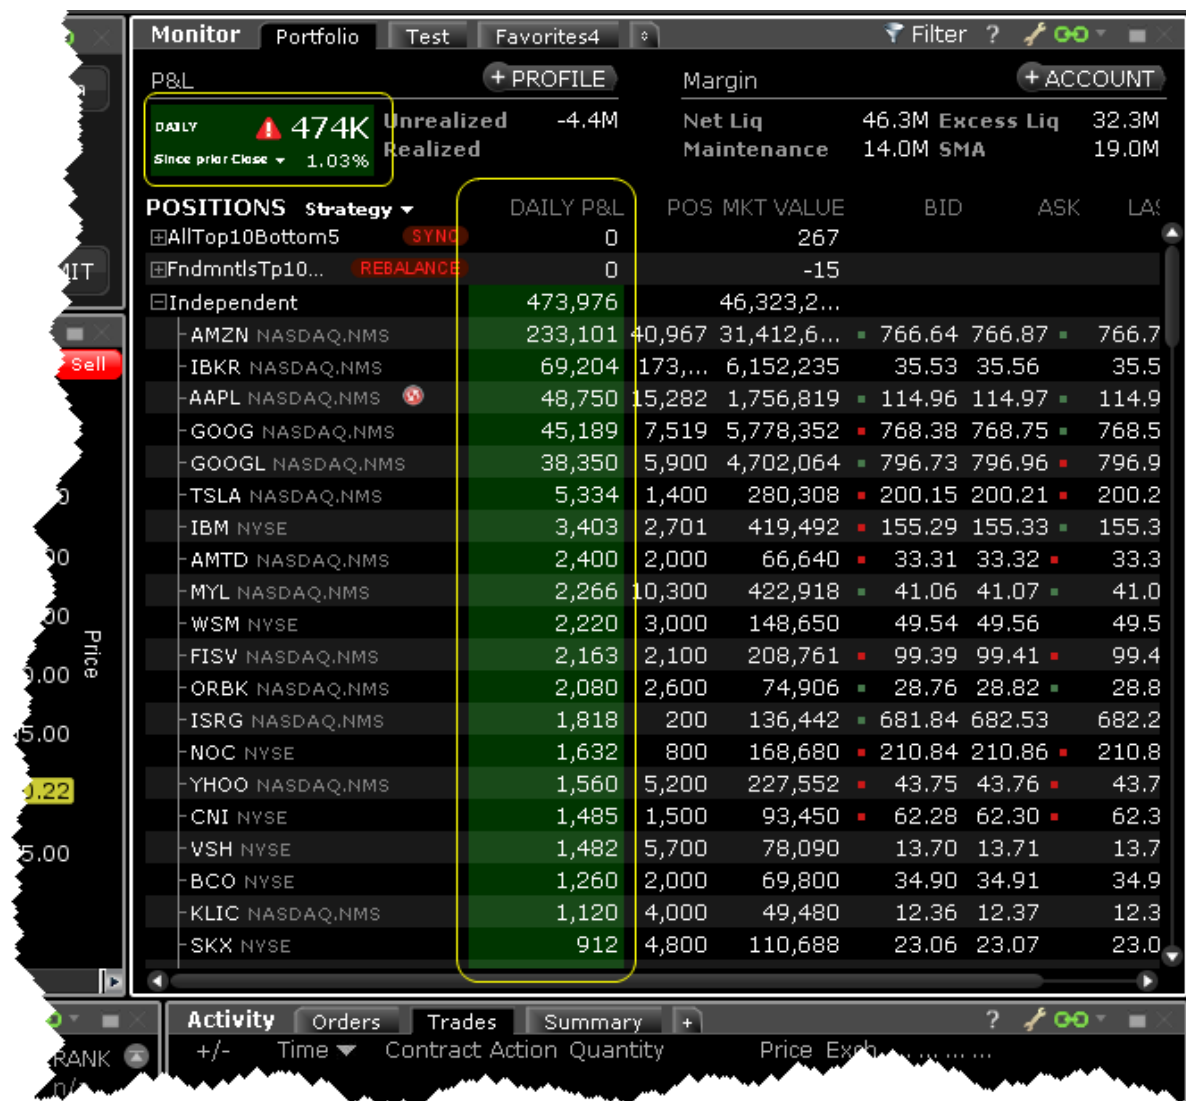 Monitor Portfolio Test Favorites4 Filter ?
P&L + PROFILE Margin + ACCOUNT
DAILY 474K Unrealized -4.4M Net Liq 46.3M Excess Liq 32.3M
Since prior Close 1.03% Realized Maintenance 14.0M SMA 19.0M
POSITIONS Strategy DAILY P&L POS MKT VALUE BID ASK
AllTop10Bottom5 SYNC 0 267
FndmntlsTp10... REBALANCE 0 -15
Independent 473,976 46,323,2...
AMZN NASDAQ.NMS 233,101 40,967 31,412,6... 766.64 766.87 766.7
IBKR NASDAQ.NMS 69,204 173,... 6,152,235 35.53 35.56 35.5
Sell
AAPL NASDAQ.NMS 48,750 15,282 1,756,819 114.96 114.97 114.9
GOOG NASDAQ.NMS 45,189 7,519 5,778,352 768.38 768.75 768.5
GOOGL NASDAQ.NMS 38,350 5,900 4,702,064 796.73 796.96 796.9
TSLA NASDAQ.NMS 5,334 1,400 280,308 200.15 200.21 200.2
IBM NYSE 3,403 2,701 419,492 155.29 155.33 155.3
AMTD NASDAQ.NMS 2,400 2,000 66,640 33.31 33.32 33.3
MYL NASDAQ.NMS 2,266 10,300 422,918 41.06 41.07 41.0
WSM NYSE 2,220 3,000 148,650 49.54 49.56 49.5
Price
FISV NASDAQ.NMS 2,163 2,100 208,761 99.39 99.41 99.4
ORBK NASDAQ.NMS 2,080 2,600 74,906 28.76 28.82 28.8
ISRG NASDAQ.NMS 1,818 200 136,442 681.84 682.53 682.2
NOC NYSE 1,632 800 168,680 210.84 210.86 210.8
YHOO NASDAQ.NMS 1,560 5,200 227,552 43.75 43.76 43.7
CNI NYSE 1,485 1,500 93,450 62.28 62.30 62.3
VSH NYSE 1,482 5,700 78,090 13.70 13.71 13.7
BCO NYSE 1,260 2,000 69,800 34.90 34.91 34.9
KLIC NASDAQ.NMS 1,120 4,000 49,480 12.36 12.37 12.3
SKX NYSE 912 4,800 110,688 23.06 23.07 23.0
Activity Orders Trades Summary + ?
RANK +/- Time Contract Action Quantity Price Exch.